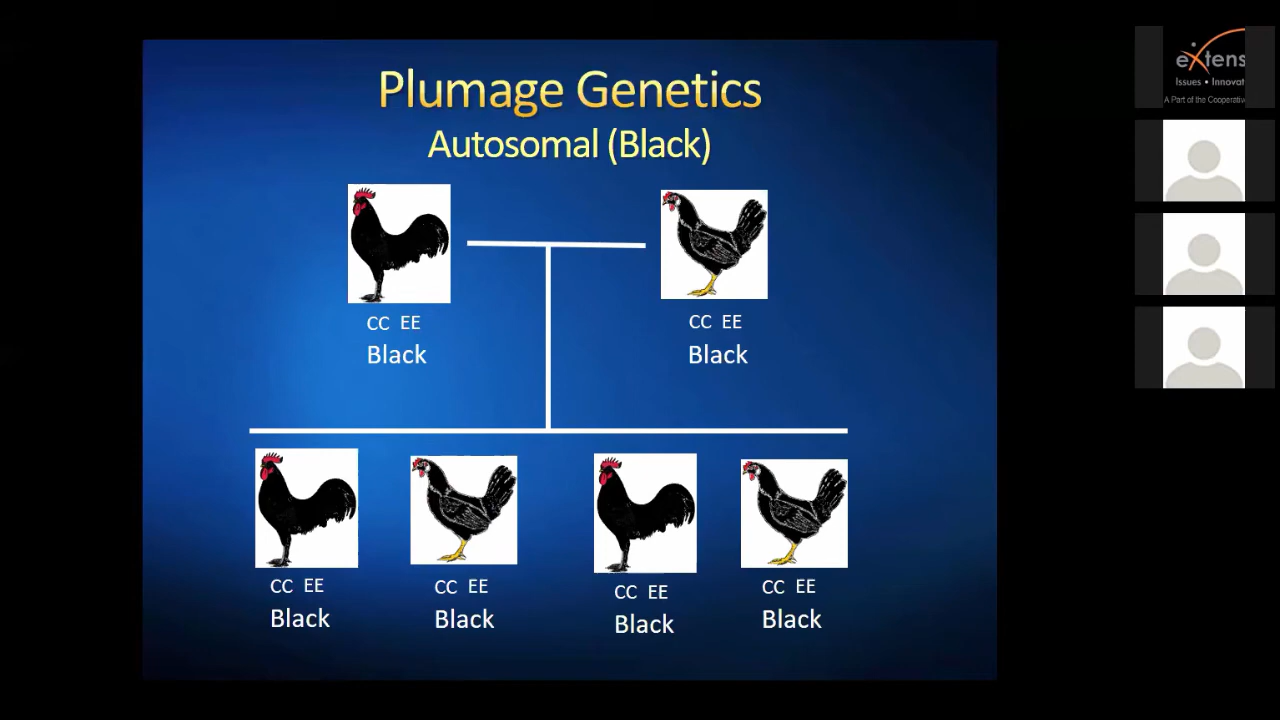 Plumage Genetics
Autosomal (Black)
CC EE
Black
CC EE
Black
CC EE
Black
CC EE
Black
CC EE
Black
CC EE
Black
eXtens
Issues • Innovat
A Part of the Cooperativ